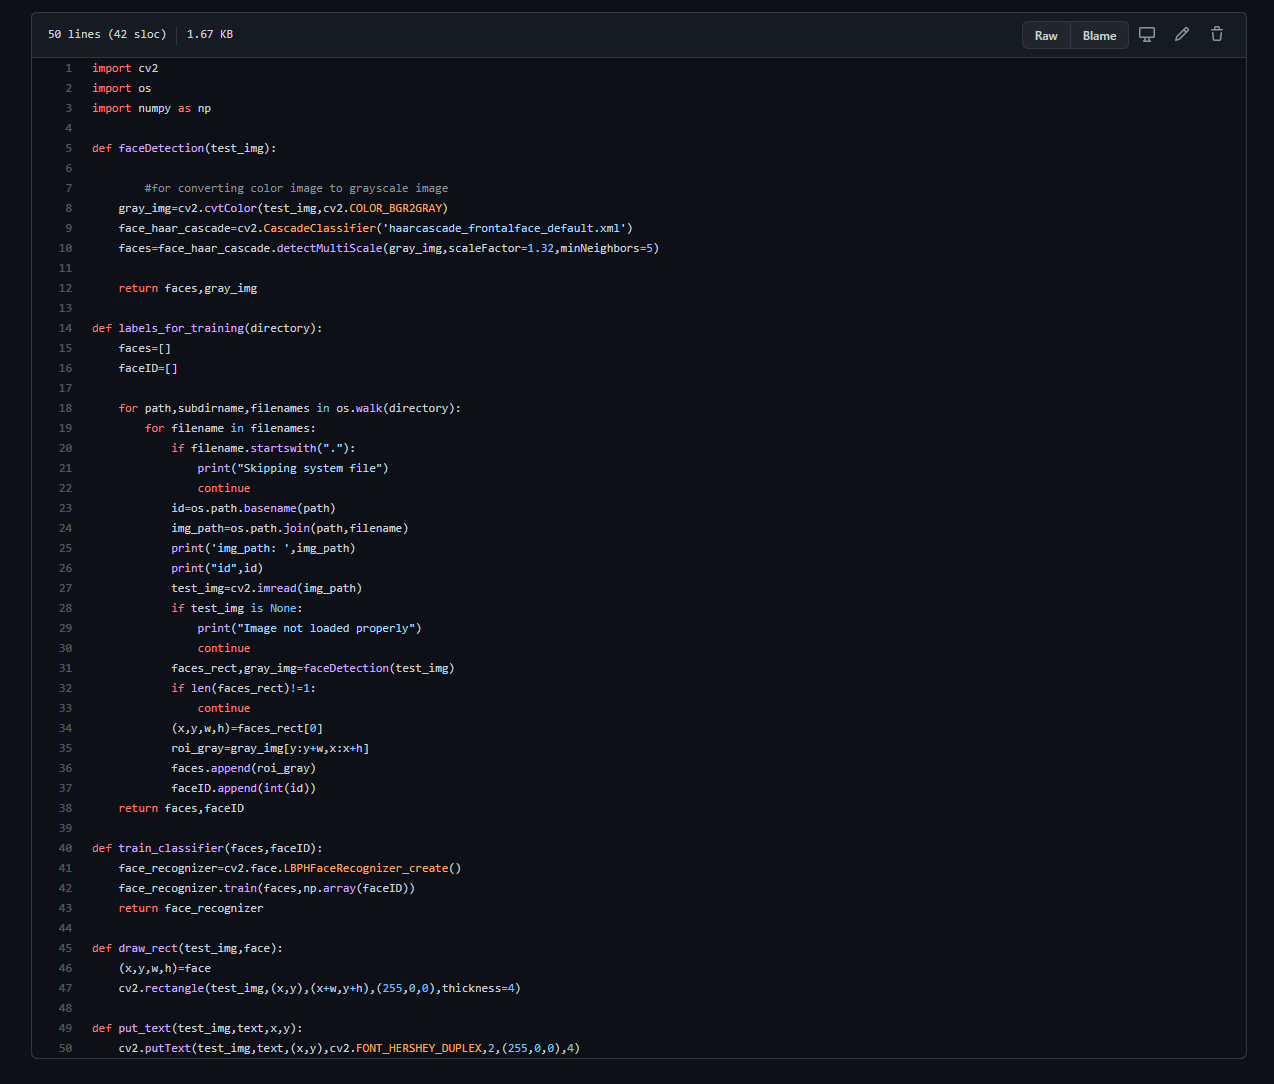 50 lines (42 sloc) 1.67 KB
Raw Blame
1 import cv2
2 import os
3 import numpy as np
4
5 def faceDetection(test_img):
6
7         #for converting color image to grayscale image
8     gray_img=cv2.cvtColor(test_img,cv2.COLOR_BGR2GRAY)
9     face_haar_cascade=cv2.CascadeClassifier('haarcascade_frontalface_default.xml')
10     faces=face_haar_cascade.detectMultiScale(gray_img,scaleFactor=1.32,minNeighbors=5)
11
12     return faces,gray_img
13
14 def labels_for_training(directory):
15     faces=[]
16     faceID=[]
17
18     for path,subdirname,filenames in os.walk(directory):
19         for filename in filenames:
20             if filename.startswith("."):
21                 print("Skipping system file")
22                 continue
23             id=os.path.basename(path)
24             img_path=os.path.join(path,filename)
25             print('img_path: ',img_path)
26             print("id",id)
27             test_img=cv2.imread(img_path)
28             if test_img is None:
29                 print("Image not loaded properly")
30                 continue
31             faces_rect,gray_img=faceDetection(test_img)
32             if len(faces_rect)!=1:
33                 continue
34             (x,y,w,h)=faces_rect[0]
35             roi_gray=gray_img[y:y+w,x:x+h]
36             faces.append(roi_gray)
37             faceID.append(int(id))
38     return faces,faceID
39
40 def train_classifier(faces,faceID):
41     face_recognizer=cv2.face.LBPHFaceRecognizer_create()
42     face_recognizer.train(faces,np.array(faceID))
43     return face_recognizer
44
45 def draw_rect(test_img,face):
46     (x,y,w,h)=face
47     cv2.rectangle(test_img,(x,y),(x+w,y+h),(255,0,0),thickness=4)
48
49 def put_text(test_img,text,x,y):
50     cv2.putText(test_img,text,(x,y),cv2.FONT_HERSHEY_DUPLEX,2,(255,0,0),4)